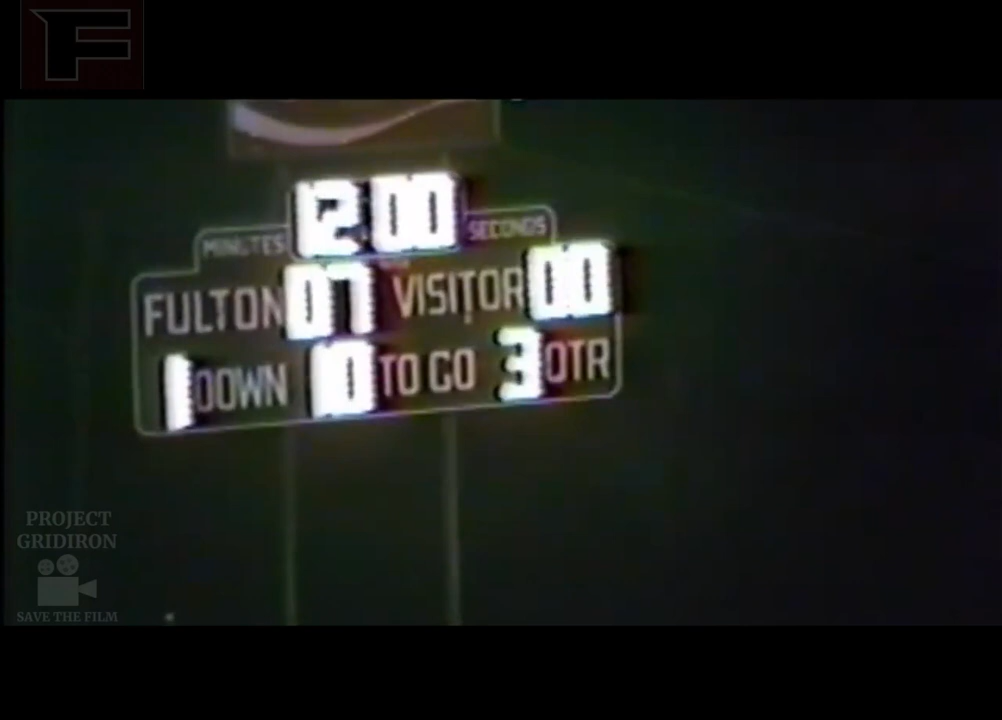 F
12 00
MINUTES SECONDS
FULTON 07 VISITOR 00
1 DOWN 10 TO GO 3 QTR
PROJECT
GRIDIRON
SAVE THE FILM